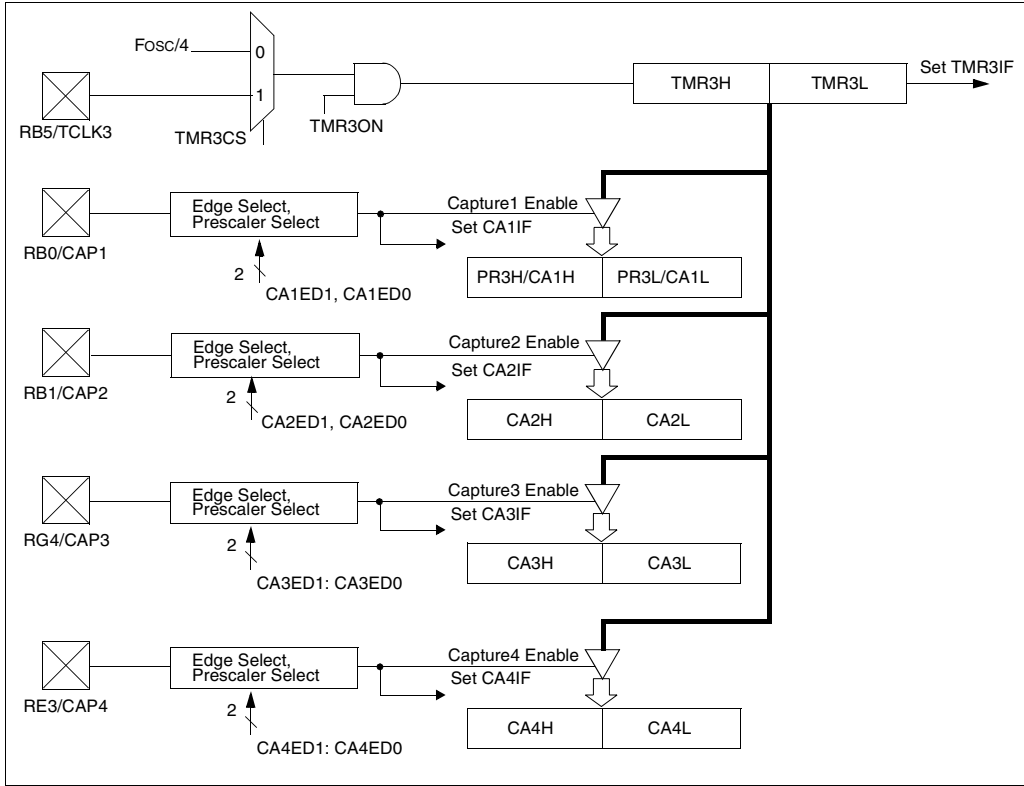 FOSC/4
0
1
RB5/TCLK3
TMR3CS
TMR3ON
TMR3H
TMR3L
Set TMR3IF
RB0/CAP1
Edge Select,
Prescaler Select
2
CA1ED1, CA1ED0
Capture1 Enable
Set CA1IF
PR3H/CA1H
PR3L/CA1L
RB1/CAP2
Edge Select,
Prescaler Select
2
CA2ED1, CA2ED0
Capture2 Enable
Set CA2IF
CA2H
CA2L
RG4/CAP3
Edge Select,
Prescaler Select
2
CA3ED1: CA3ED0
Capture3 Enable
Set CA3IF
CA3H
CA3L
RE3/CAP4
Edge Select,
Prescaler Select
2
CA4ED1: CA4ED0
Capture4 Enable
Set CA4IF
CA4H
CA4L